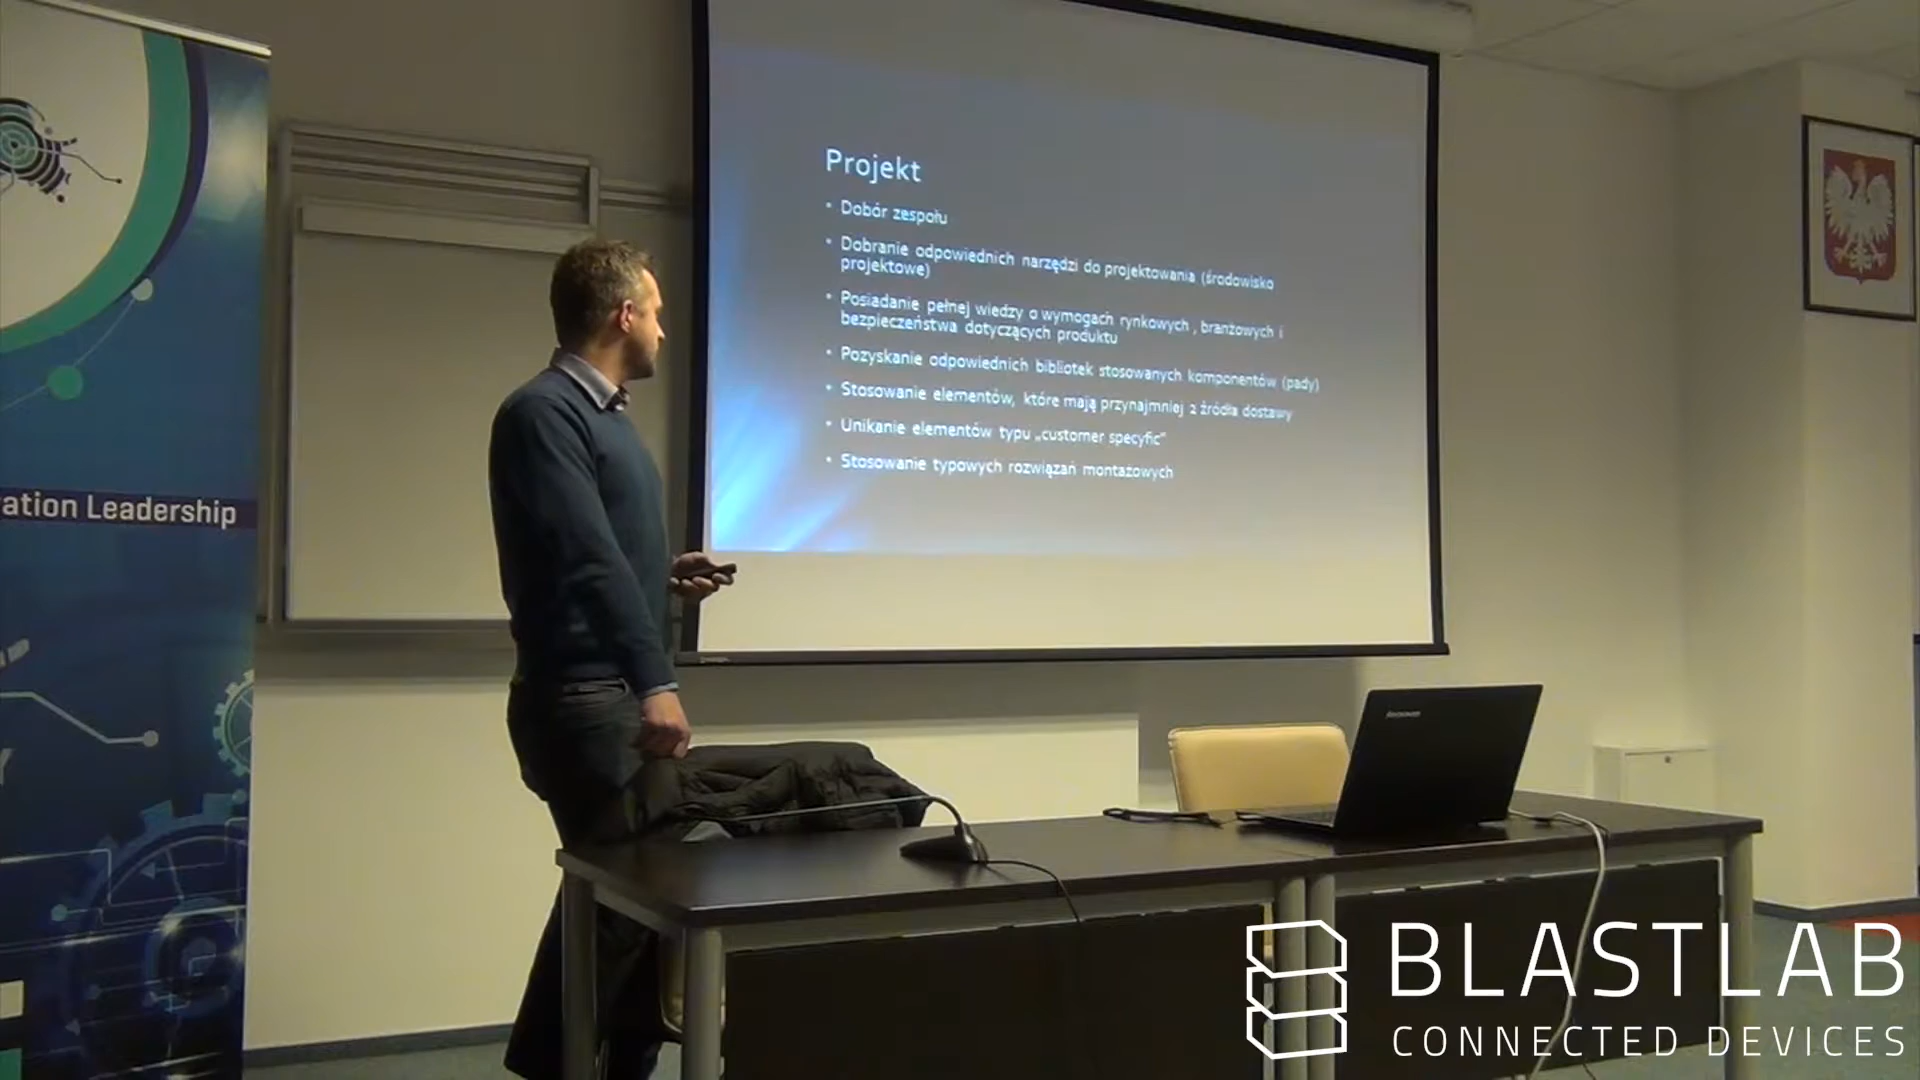 Projekt
• Dobór zespołu
• Dobranie odpowiednich narzędzi do projektowania (środowisko
projektowe)
• Posiadanie pełnej wiedzy o wymogach rynkowych , branżowych i
bezpieczeństwa dotyczących produktu
• Pozyskanie odpowiednich bibliotek stosowanych komponentów (pady)
• Stosowanie elementów, które mają przynajmniej 2 źródła dostawy
• Unikanie elementów typu „customer specyfic”
• Stosowanie typowych rozwiązań montażowych
ation Leadership
lenovo
BLASTLAB
CONNECTED DEVICES